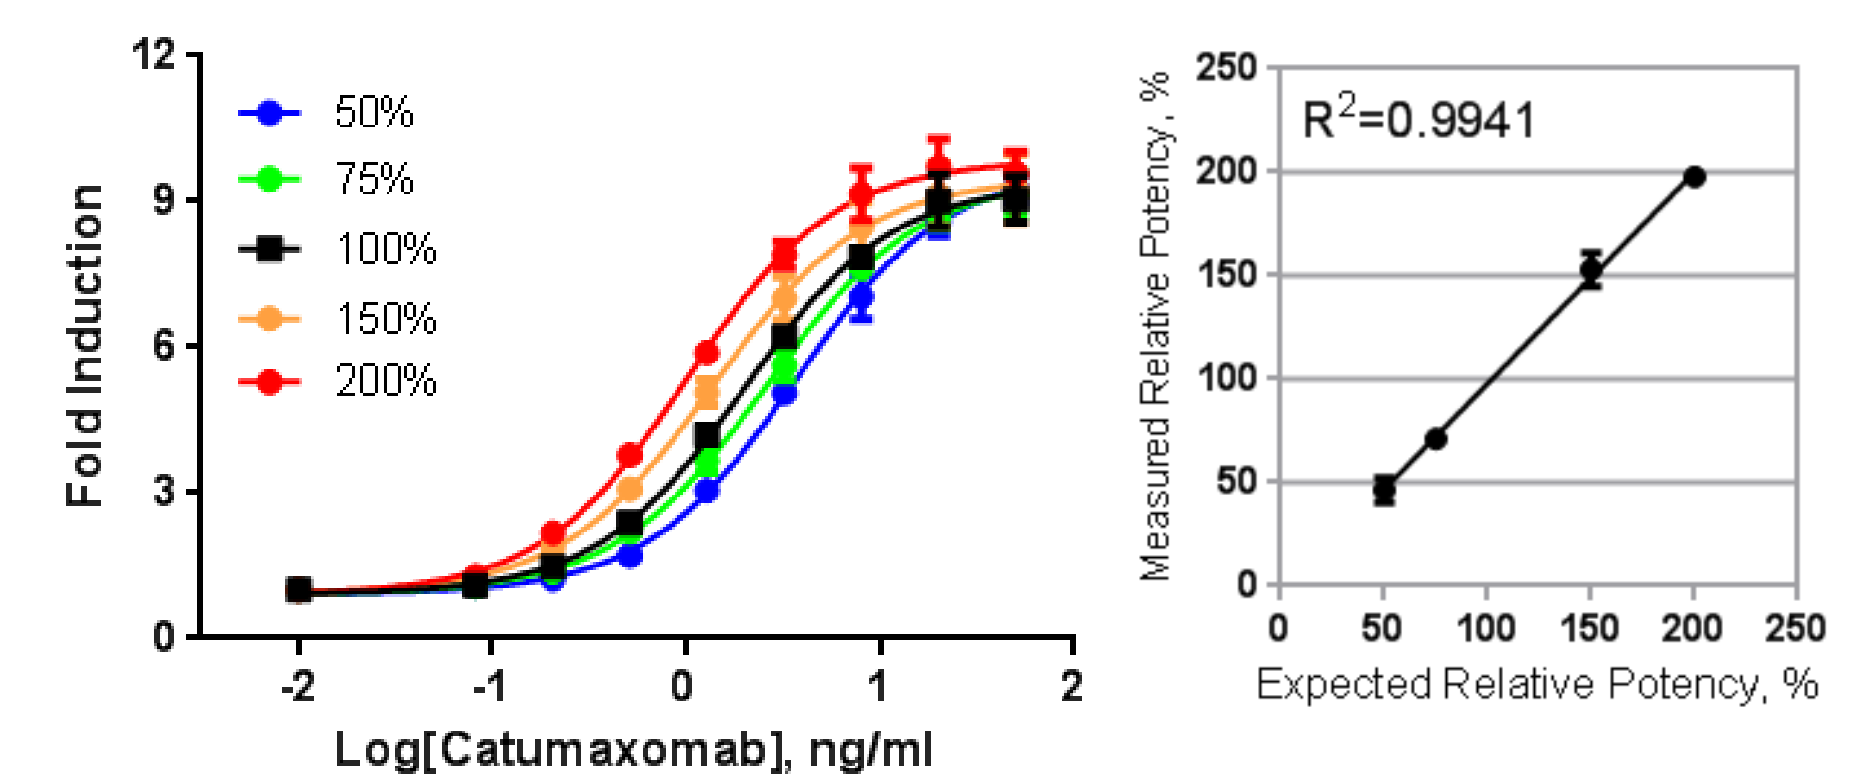 12
9
6
3
0
Fold Induction
50%
75%
100%
150%
200%
-2 -1 0 1 2
Log[Catumaxomab], ng/ml
250
200
150
100
50
0
Measured Relative Potency, %
R²=0.9941
0 50 100 150 200 250
Expected Relative Potency, %